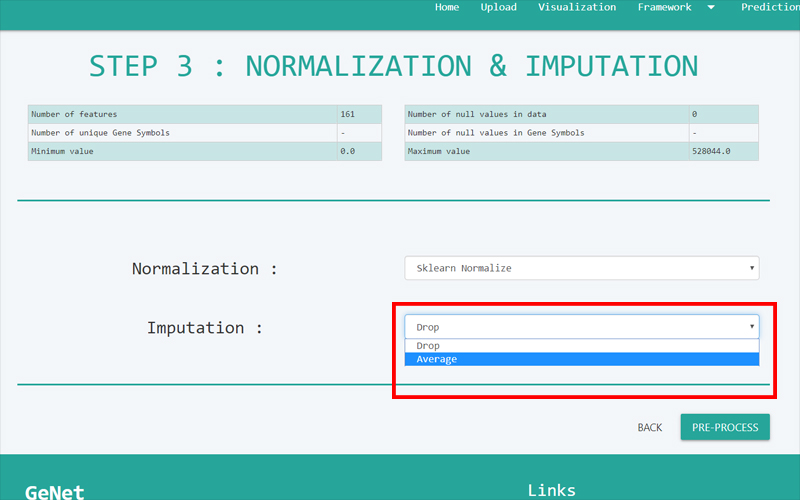 Home Upload Visualization Framework Prediction
STEP 3 : NORMALIZATION & IMPUTATION
Number of features 161
Number of unique Gene Symbols -
Minimum value 0.0
Number of null values in data 0
Number of null values in Gene Symbols -
Maximum value 528044.0
Normalization : Sklearn Normalize
Imputation : Drop
Drop
Average
BACK PRE-PROCESS
GeNet Links